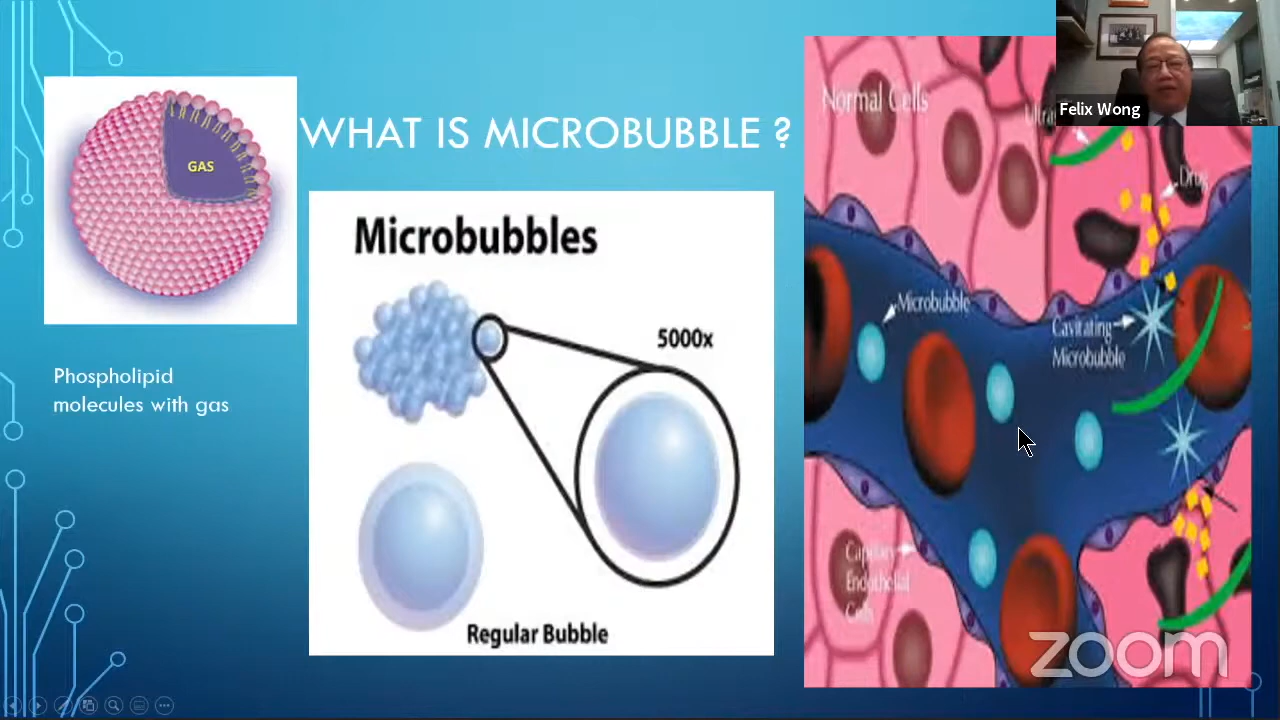 WHAT IS MICROBUBBLE ?
GAS
Phospholipid
molecules with gas
Microbubbles
5000x
Regular Bubble
Normal Cells
Drug
Microbubble
Cavitating
Microbubble
Capillary
Endothelial
Cells
Felix Wong
zoom